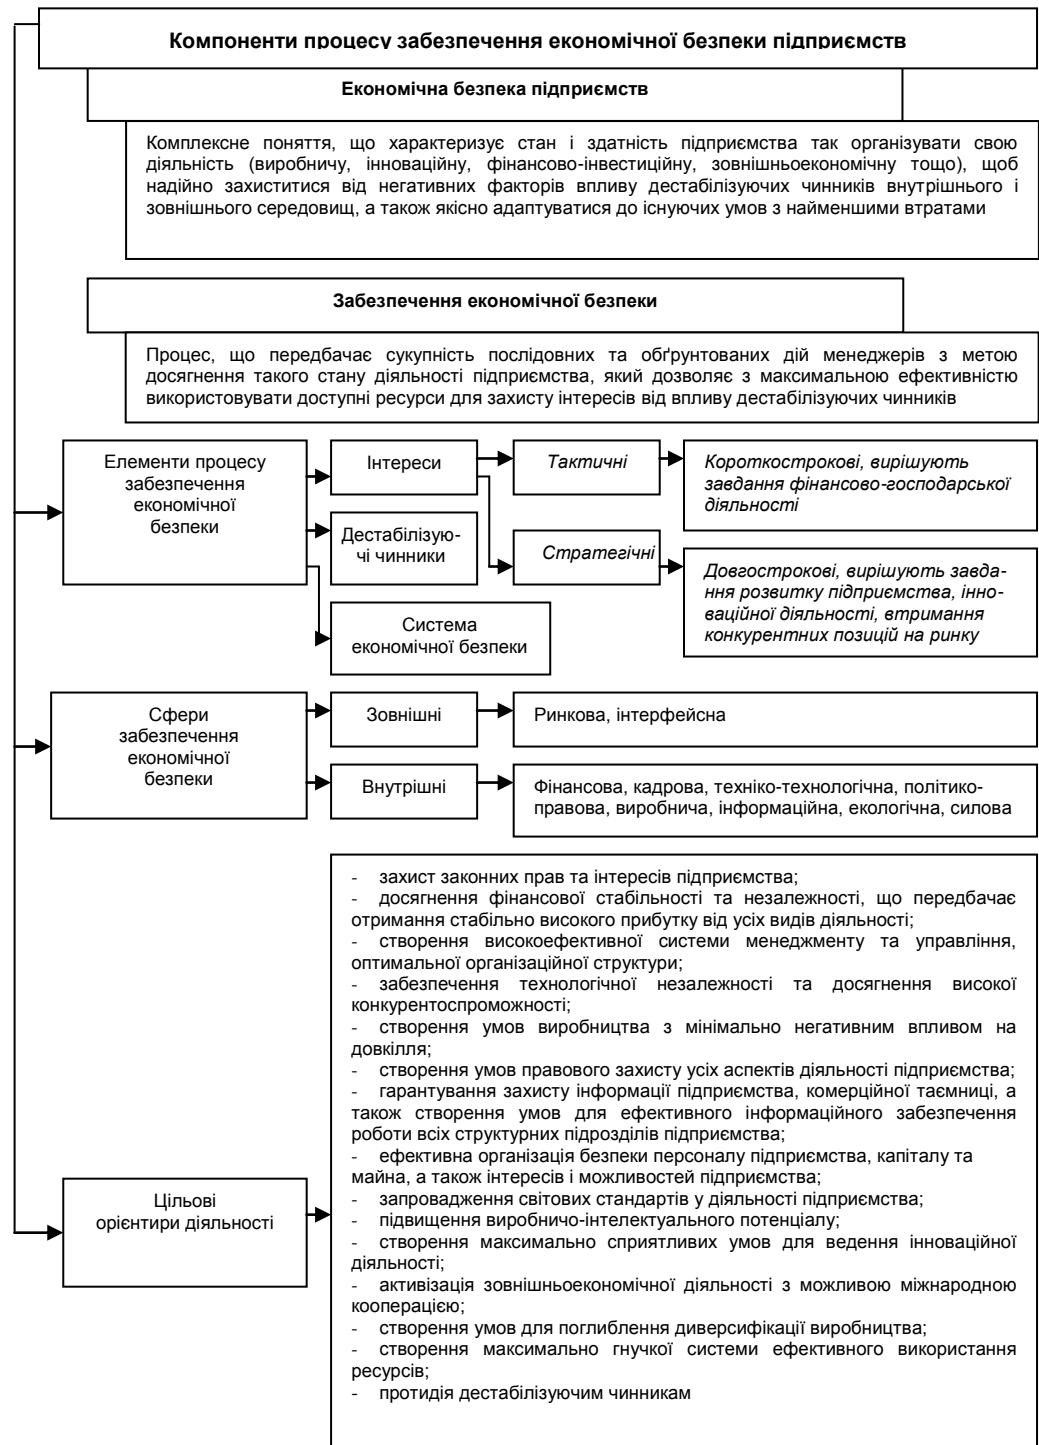 Компоненти процесу забезпечення економічної безпеки підприємств
Економічна безпека підприємств
Комплексне поняття, що характеризує стан і здатність підприємства так організувати свою
діяльність (виробничу, інноваційну, фінансово-інвестиційну, зовнішньоекономічну тощо), щоб
надійно захиститися від негативних факторів впливу дестабілізуючих чинників внутрішнього і
зовнішнього середовищ, а також якісно адаптуватися до існуючих умов з найменшими втратами
Забезпечення економічної безпеки
Процес, що передбачає сукупність послідовних та обґрунтованих дій менеджерів з метою
досягнення такого стану діяльності підприємства, який дозволяє з максимальною ефективністю
використовувати доступні ресурси для захисту інтересів від впливу дестабілізуючих чинників
Елементи процесу
забезпечення
економічної
безпеки
Інтереси
Тактичні
Короткострокові, вирішують
завдання фінансово-господарської
діяльності
Дестабілізую-
чі чинники
Стратегічні
Довгострокові, вирішують завда-
ння розвитку підприємства, інно-
ваційної діяльності, втримання
конкурентних позицій на ринку
Система
економічної безпеки
Сфери
забезпечення
економічної
безпеки
Зовнішні
Ринкова, інтерфейсна
Внутрішні
Фінансова, кадрова, техніко-технологічна, політико-
правова, виробнича, інформаційна, екологічна, силова
Цільові
орієнтири діяльності
- захист законних прав та інтересів підприємства;
- досягнення фінансової стабільності та незалежності, що передбачає
отримання стабільно високого прибутку від усіх видів діяльності;
- створення високоефективної системи менеджменту та управління,
оптимальної організаційної структури;
- забезпечення технологічної незалежності та досягнення високої
конкурентоспроможності;
- створення умов виробництва з мінімально негативним впливом на
довкілля;
- створення умов правового захисту усіх аспектів діяльності підприємства;
- гарантування захисту інформації підприємства, комерційної таємниці, а
також створення умов для ефективного інформаційного забезпечення
роботи всіх структурних підрозділів підприємства;
- ефективна організація безпеки персоналу підприємства, капіталу та
майна, а також інтересів і можливостей підприємства;
- запровадження світових стандартів у діяльності підприємства;
- підвищення виробничо-інтелектуального потенціалу;
- створення максимально сприятливих умов для ведення інноваційної
діяльності;
- активізація зовнішньоекономічної діяльності з можливою міжнародною
кооперацією;
- створення умов для поглиблення диверсифікації виробництва;
- створення максимально гнучкої системи ефективного використання
ресурсів;
- протидія дестабілізуючим чинникам